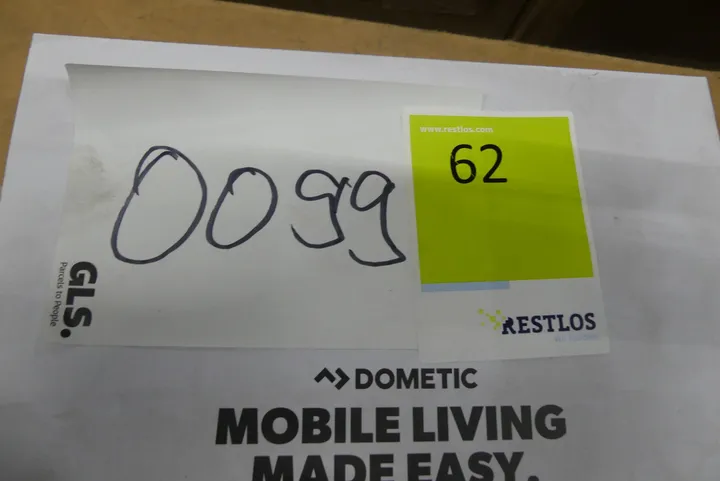 0099
GLS.
Parcels to People.
www.restlos.com
62
RESTLOS
DOMETIC
MOBILE LIVING
MADE EASY.